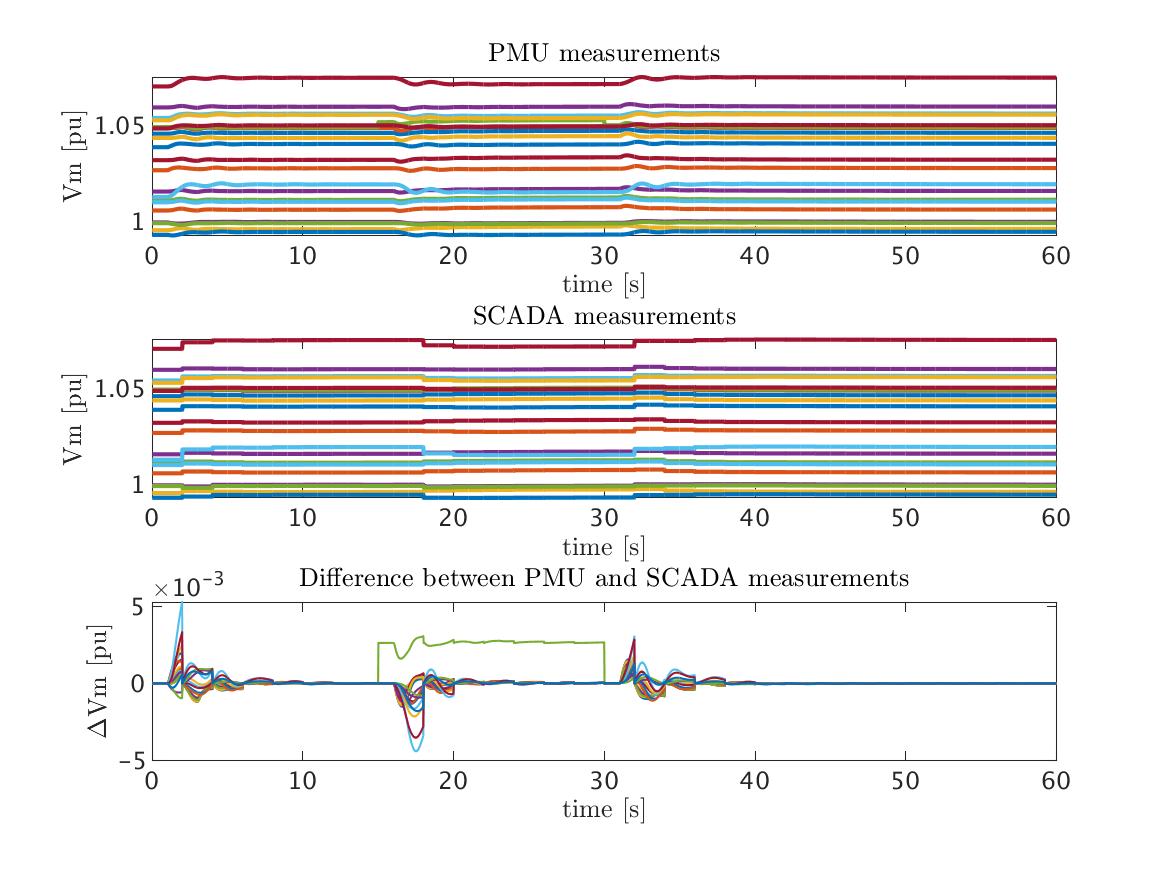 PMU measurements
1.05
1
Vm [pu]
0 10 20 30 40 50 60
time [s]
SCADA measurements
1.05
1
Vm [pu]
0 10 20 30 40 50 60
time [s]
Difference between PMU and SCADA measurements
×10⁻³
5
0
-5
ΔVm [pu]
0 10 20 30 40 50 60
time [s]